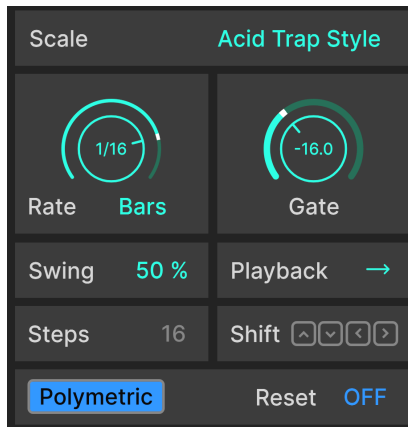 Scale Acid Trap Style
1/16 -16.0
Rate Bars Gate
Swing 50 % Playback →
Steps 16 Shift
Polymetric Reset OFF